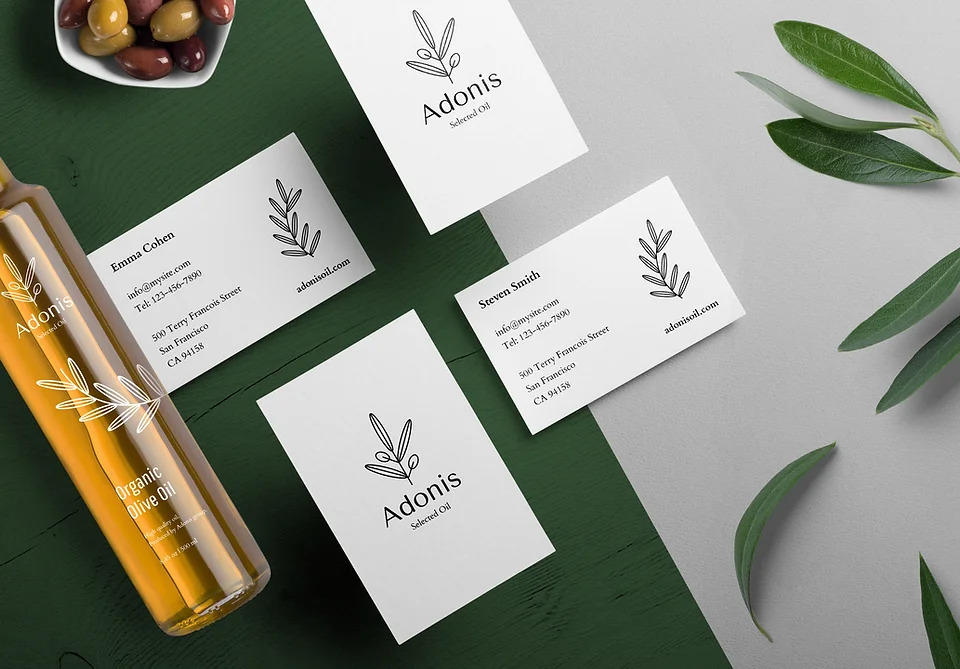 Adonis
Selected Oil
Emma Cohen
info@mysite.com
Tel: 123-456-7890
500 Terry Francois Street
San Francisco
CA 94158
adonisoil.com
Steven Smith
info@mysite.com
Tel: 123-456-7890
500 Terry Francois Street
San Francisco
CA 94158
adonisoil.com
Adonis
Selected Oil
Adonis
Selected Oil
Organic
Olive Oil